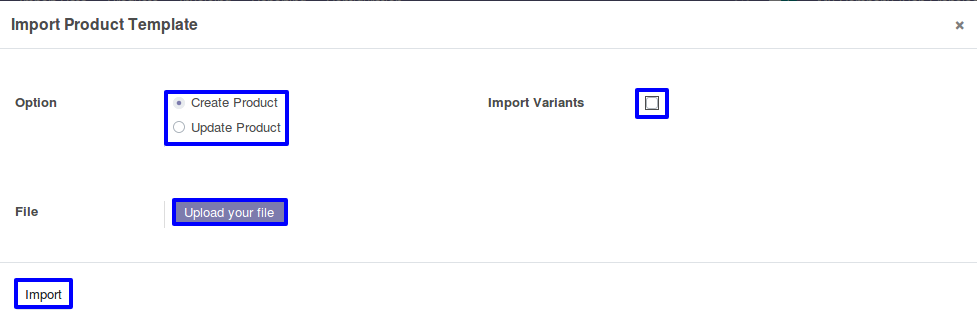 Import Product Template ×
Option Create Product Import Variants
Update Product
File Upload your file
Import